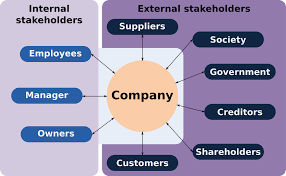 Internal
stakeholders
External stakeholders
Suppliers
Employees
Society
Manager
Company
Government
Owners
Creditors
Customers
Shareholders